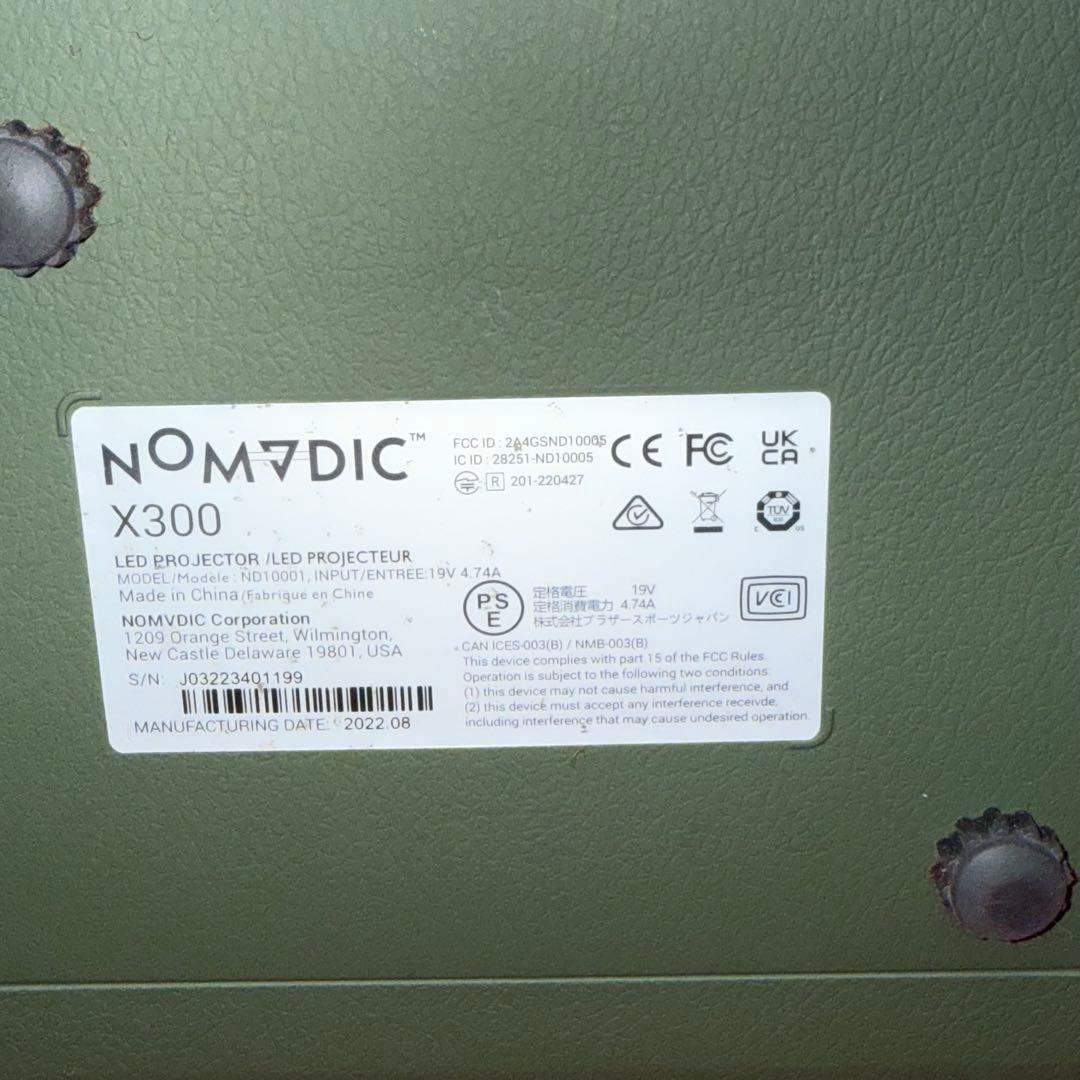 NOMVDIC™
X300
LED PROJECTOR /LED PROJECTEUR
MODEL/Modèle : ND10001, INPUT/ENTREE:19V 4.74A
Made in China(Fabriqué en Chine
NOMVDIC Corporation
1209 Orange Street, Wilmington,
New Castle Delaware 19801, USA
S/N: J03223401199
MANUFACTURING DATE: 2022.08
FCC ID : 2A4GSND10005
IC ID : 28251-ND10005
R 201-220427
CE FC UK CA
TÜV
C US
PS E
定格電圧 19V
定格消費電力 4.74A
株式会社ブラザースポーツジャパン
VCI
CAN ICES-003(B) / NMB-003(B)
This device complies with part 15 of the FCC Rules.
Operation is subject to the following two conditions:
(1) this device may not cause harmful interference, and
(2) this device must accept any interference receivde,
including interference that may cause undesired operation.